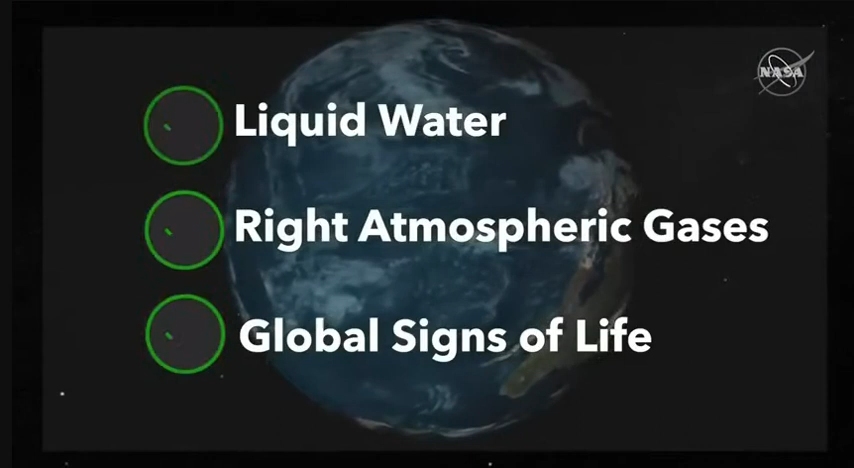 NASA
Liquid Water
Right Atmospheric Gases
Global Signs of Life